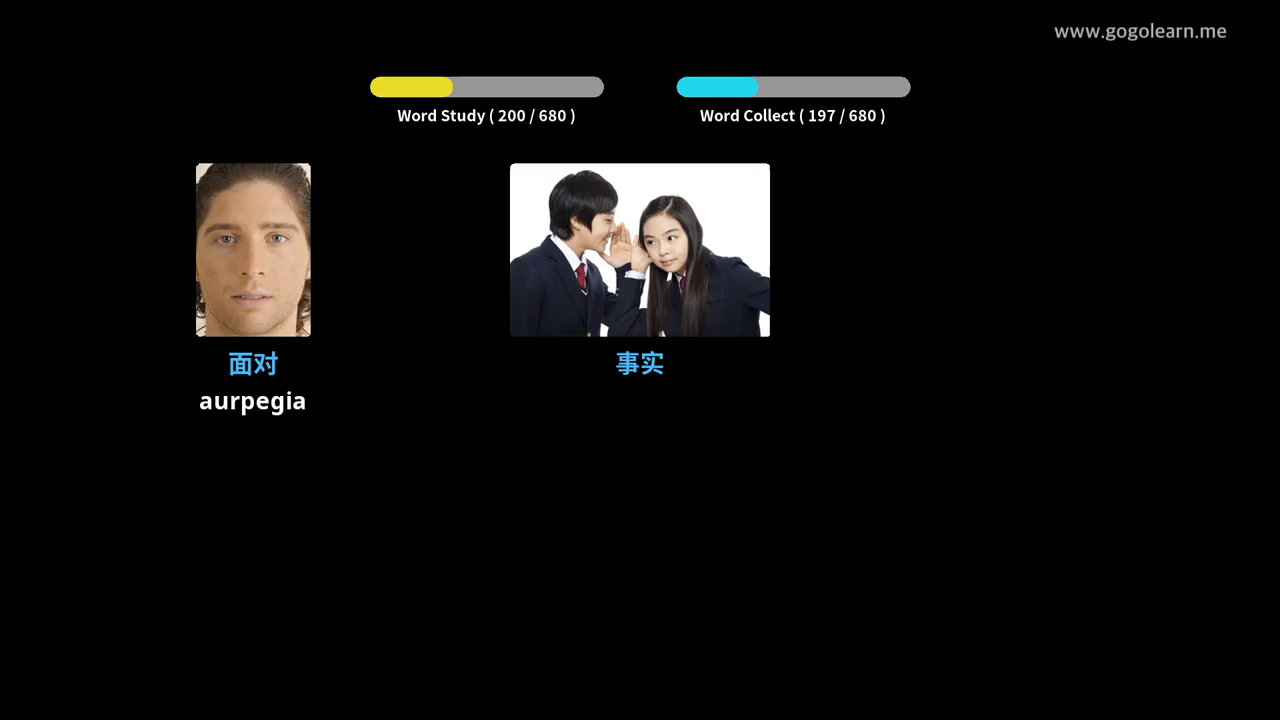 www.gogolearn.me
Word Study ( 200 / 680 )
Word Collect ( 197 / 680 )
面对
事实
aurpegia